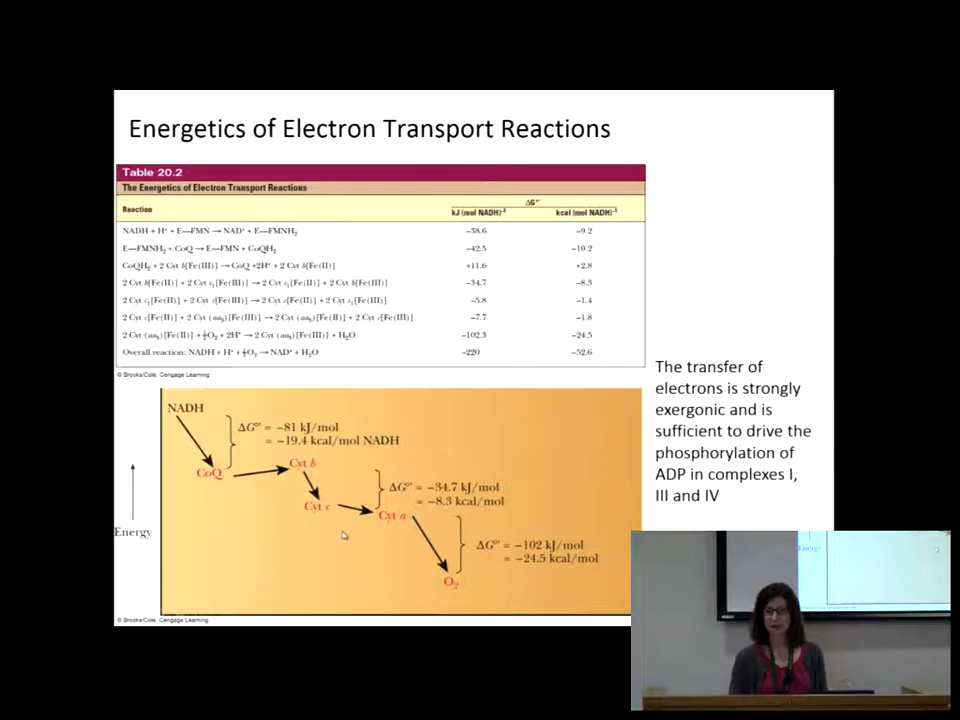 Energetics of Electron Transport Reactions
Table 20.2
The Energetics of Electron Transport Reactions
ΔG°′
Reaction kJ (mol NADH)⁻¹ kcal (mol NADH)⁻¹
NADH + H⁺ + E—FMN → NAD⁺ + E—FMNH₂ −38.6 −9.2
E—FMNH₂ + CoQ → E—FMN + CoQH₂ −42.5 −10.2
CoQH₂ + 2 Cyt b[Fe(III)] → CoQ +2H⁺ + 2 Cyt b[Fe(II)] +11.6 +2.8
2 Cyt b[Fe(II)] + 2 Cyt c₁[Fe(III)] → 2 Cyt c₁[Fe(II)] + 2 Cyt b[Fe(III)] −34.7 −8.3
2 Cyt c₁[Fe(II)] + 2 Cyt c[Fe(III)] → 2 Cyt c[Fe(II)] + 2 Cyt c₁[Fe(III)] −5.8 −1.4
2 Cyt c[Fe(II)] + 2 Cyt (aa₃)[Fe(III)] → 2 Cyt (aa₃)[Fe(II)] + 2 Cyt c[Fe(III)] −7.7 −1.8
2 Cyt (aa₃)[Fe(II)] + ½O₂ + 2H⁺ → 2 Cyt (aa₃)[Fe(III)] + H₂O −102.3 −24.5
Overall reaction: NADH + H⁺ + ½O₂ → NAD⁺ + H₂O −220 −52.6
© Brooks/Cole, Cengage Learning
The transfer of
electrons is strongly
exergonic and is
sufficient to drive the
phosphorylation of
ADP in complexes I,
III and IV
NADH
ΔG°′ = −81 kJ/mol
= −19.4 kcal/mol NADH
CoQ
Cyt b
Cyt c
ΔG°′ = −34.7 kJ/mol
= −8.3 kcal/mol
Cyt a
Energy
ΔG°′ = −102 kJ/mol
= −24.5 kcal/mol
O₂
© Brooks/Cole, Cengage Learning
Energy